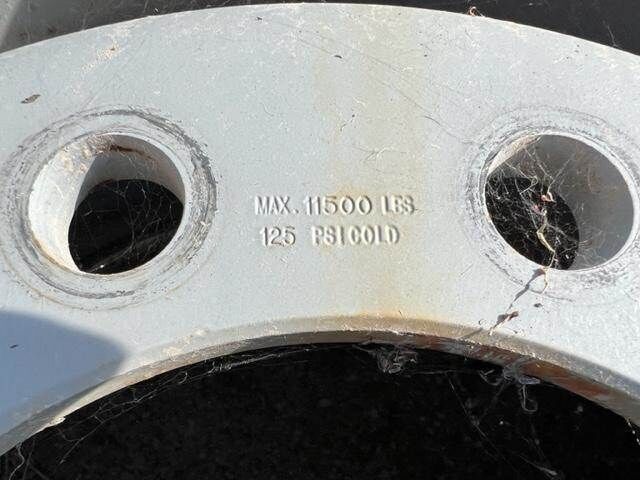 MAX. 11500 LBS
125 PSI COLD